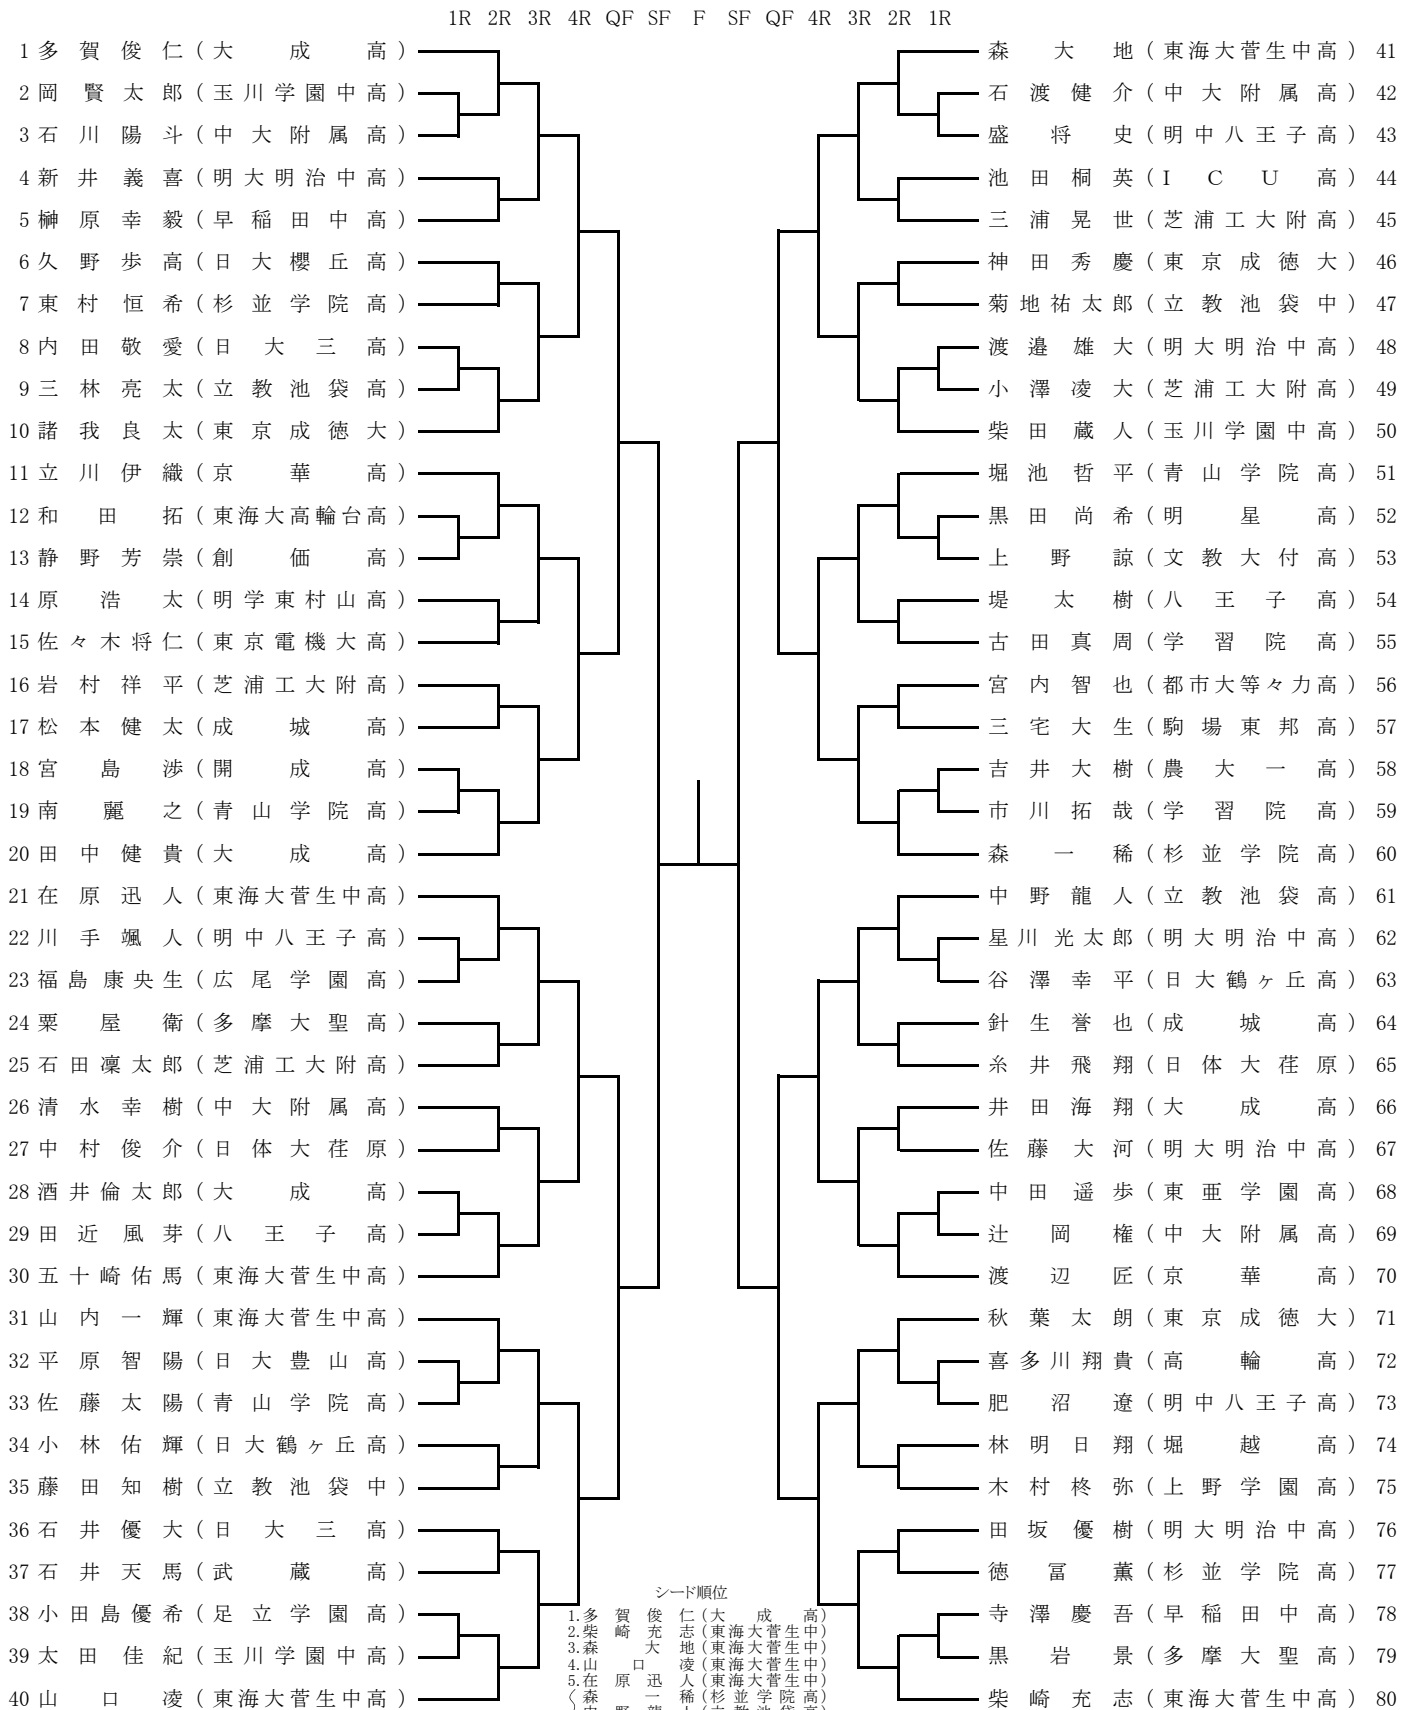 1R 2R 3R 4R QF SF F SF QF 4R 3R 2R 1R
1 多賀俊仁 (大成高)
2 岡賢太郎 (玉川学園中高)
3 石川陽斗 (中大附属高)
4 新井義喜 (明大明治中高)
5 榊原幸毅 (早稲田中高)
6 久野歩高 (日大櫻丘高)
7 東村恒希 (杉並学院高)
8 内田敬愛 (日大三高)
9 三林亮太 (立教池袋高)
10 諸我良太 (東京成徳大)
11 立川伊織 (京華高)
12 和田拓 (東海大高輪台高)
13 静野芳崇 (創価高)
14 原浩太 (明学東村山高)
15 佐々木将仁 (東京電機大高)
16 岩村祥平 (芝浦工大附高)
17 松本健太 (成城高)
18 宮島渉 (開成高)
19 南麗之 (青山学院高)
20 田中健貴 (大成高)
21 在原迅人 (東海大菅生中高)
22 川手颯人 (明中八王子高)
23 福島康央生 (広尾学園高)
24 粟屋衛 (多摩大聖高)
25 石田凜太郎 (芝浦工大附高)
26 清水幸樹 (中大附属高)
27 中村俊介 (日体大荏原)
28 酒井倫太郎 (大成高)
29 田近風芽 (八王子高)
30 五十崎佑馬 (東海大菅生中高)
31 山内一輝 (東海大菅生中高)
32 平原智陽 (日大豊山高)
33 佐藤太陽 (青山学院高)
34 小林佑輝 (日大鶴ヶ丘高)
35 藤田知樹 (立教池袋中)
36 石井優大 (日大三高)
37 石井天馬 (武蔵高)
38 小田島優希 (足立学園高)
39 太田佳紀 (玉川学園中高)
40 山口凌 (東海大菅生中高)
森大地 (東海大菅生中高) 41
石渡健介 (中大附属高) 42
盛将史 (明中八王子高) 43
池田桐英 (ICU高) 44
三浦晃世 (芝浦工大附高) 45
神田秀慶 (東京成徳大) 46
菊地祐太郎 (立教池袋中) 47
渡邉雄大 (明大明治中高) 48
小澤凌大 (芝浦工大附高) 49
柴田蔵人 (玉川学園中高) 50
堀池哲平 (青山学院高) 51
黒田尚希 (明星高) 52
上野諒 (文教大付高) 53
堤太樹 (八王子高) 54
古田真周 (学習院高) 55
宮内智也 (都市大等々力高) 56
三宅大生 (駒場東邦高) 57
吉井大樹 (農大一高) 58
市川拓哉 (学習院高) 59
森一稀 (杉並学院高) 60
中野龍人 (立教池袋高) 61
星川光太郎 (明大明治中高) 62
谷澤幸平 (日大鶴ヶ丘高) 63
針生誉也 (成城高) 64
糸井飛翔 (日体大荏原) 65
井田海翔 (大成高) 66
佐藤大河 (明大明治中高) 67
中田遥歩 (東亜学園高) 68
辻岡権 (中大附属高) 69
渡辺匠 (京華高) 70
秋葉太朗 (東京成徳大) 71
喜多川翔貴 (高輪高) 72
肥沼遼 (明中八王子高) 73
林明日翔 (堀越高) 74
木村柊弥 (上野学園高) 75
田坂優樹 (明大明治中高) 76
徳冨薫 (杉並学院高) 77
寺澤慶吾 (早稲田中高) 78
黒岩景 (多摩大聖高) 79
柴崎充志 (東海大菅生中高) 80
シード順位
1.多賀俊仁 (大成高)
2.柴崎充志 (東海大菅生中)
3.森大地 (東海大菅生中)
4.山口凌 (東海大菅生中)
5.在原迅人 (東海大菅生中)
森一稀 (杉並学院高)